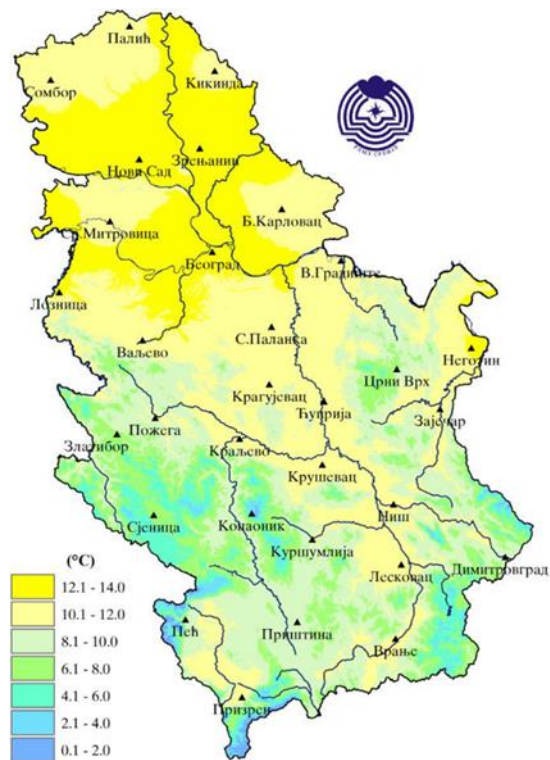 Палић
Кикинда
Сомбор
Зрењанин
Нови Сад
Б.Карловац
Ср.Митровица
Београд
В.Градиште
Лозница
С.Паланка
Ваљево
Неготин
Црни Врх
Крагујевац
Ћуприја
Зајечар
Пожега
Златибор
Краљево
Крушевац
Ниш
Сјеница
Копаоник
Куршумлија
Димитровград
Лесковац
(°C)
12.1 - 14.0
10.1 - 12.0
8.1 - 10.0
6.1 - 8.0
4.1 - 6.0
2.1 - 4.0
0.1 - 2.0
Пећ
Приштина
Врање
Призрен